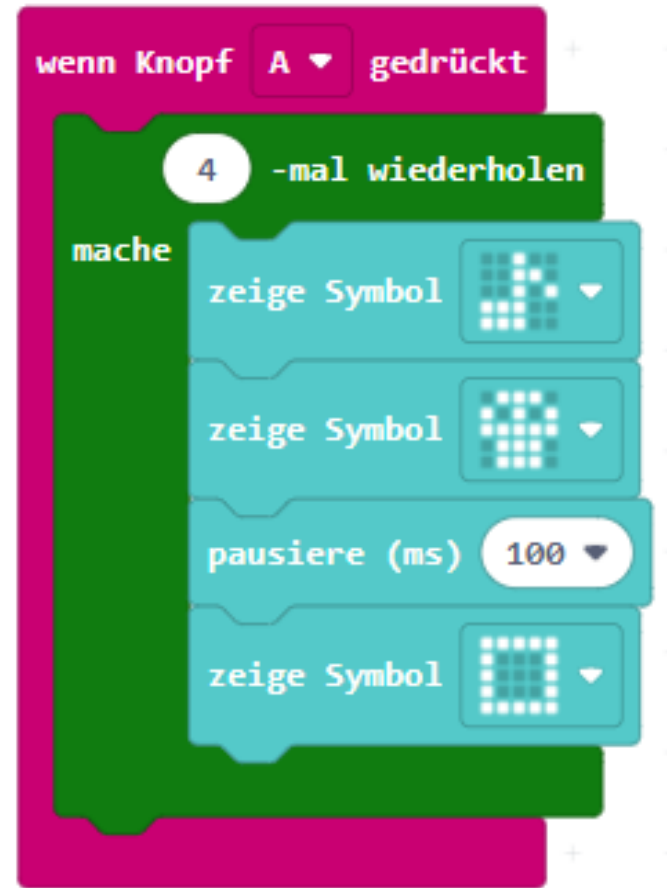 wenn Knopf A gedrückt
4 -mal wiederholen
mache
zeige Symbol
zeige Symbol
pausiere (ms) 100
zeige Symbol